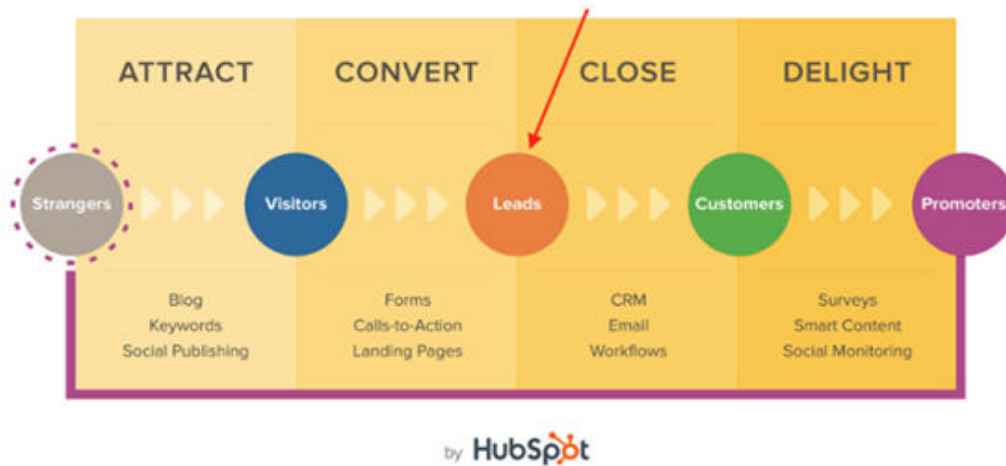 ATTRACT
CONVERT
CLOSE
DELIGHT
Strangers
Visitors
Leads
Customers
Promoters
Blog
Keywords
Social Publishing
Forms
Calls-to-Action
Landing Pages
CRM
Email
Workflows
Surveys
Smart Content
Social Monitoring
by HubSpot